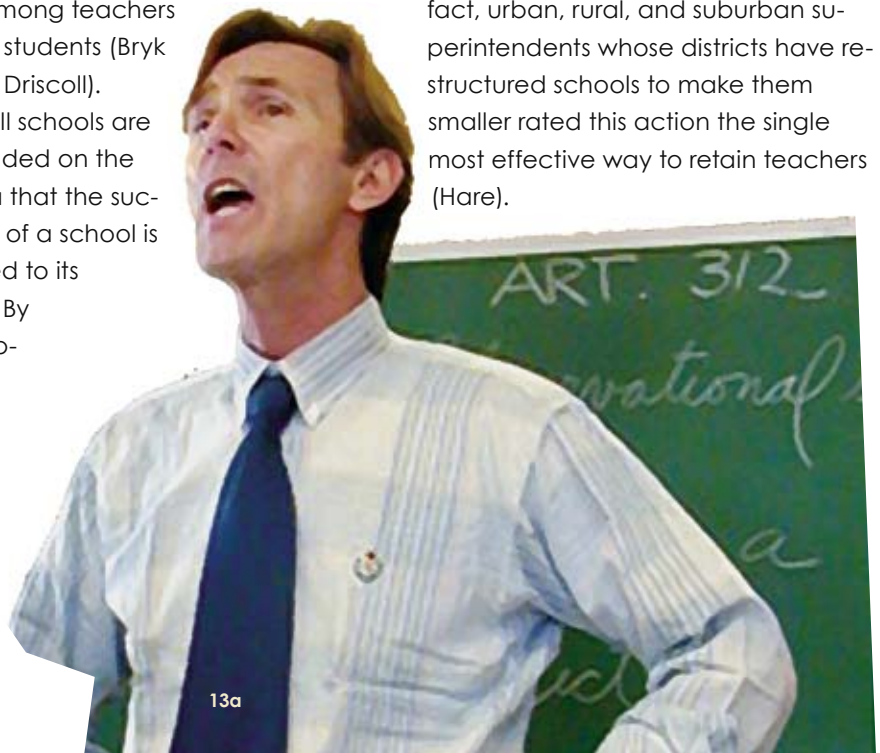 mong teachers
students (Bryk
Driscoll).
ll schools are
ded on the
that the suc-
of a school is
ed to its
By
o-
fact, urban, rural, and suburban su-
perintendents whose districts have re-
structured schools to make them
smaller rated this action the single
most effective way to retain teachers
(Hare).
ART. 312
vational
a
13a